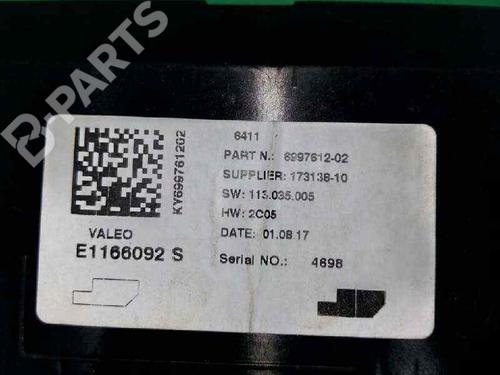 B PARTS
6411
PART N.: 6997612-02
SUPPLIER: 173138-10
SW: 113.035.005
HW: 2C05
DATE: 01.08.17
Serial NO.: 4698
KY699761202
VALEO
E1166092 S